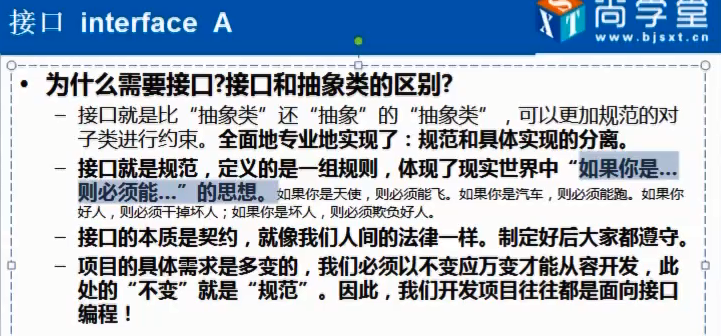 接口 interface A
尚学堂
www.bjsxt.cn
SXT
• 为什么需要接口?接口和抽象类的区别?
– 接口就是比“抽象类”还“抽象”的“抽象类”，可以更加规范的对
子类进行约束。全面地专业地实现了：规范和具体实现的分离。
– 接口就是规范，定义的是一组规则，体现了现实世界中“如果你是...
则必须能...”的思想。如果你是天使，则必须能飞。如果你是汽车，则必须能跑。如果你
好人，则必须干掉坏人；如果你是坏人，则必须欺负好人。
– 接口的本质是契约，就像我们人间的法律一样。制定好后大家都遵守。
– 项目的具体需求是多变的，我们必须以不变应万变才能从容开发，此
处的“不变”就是“规范”。因此，我们开发项目往往都是面向接口
编程！